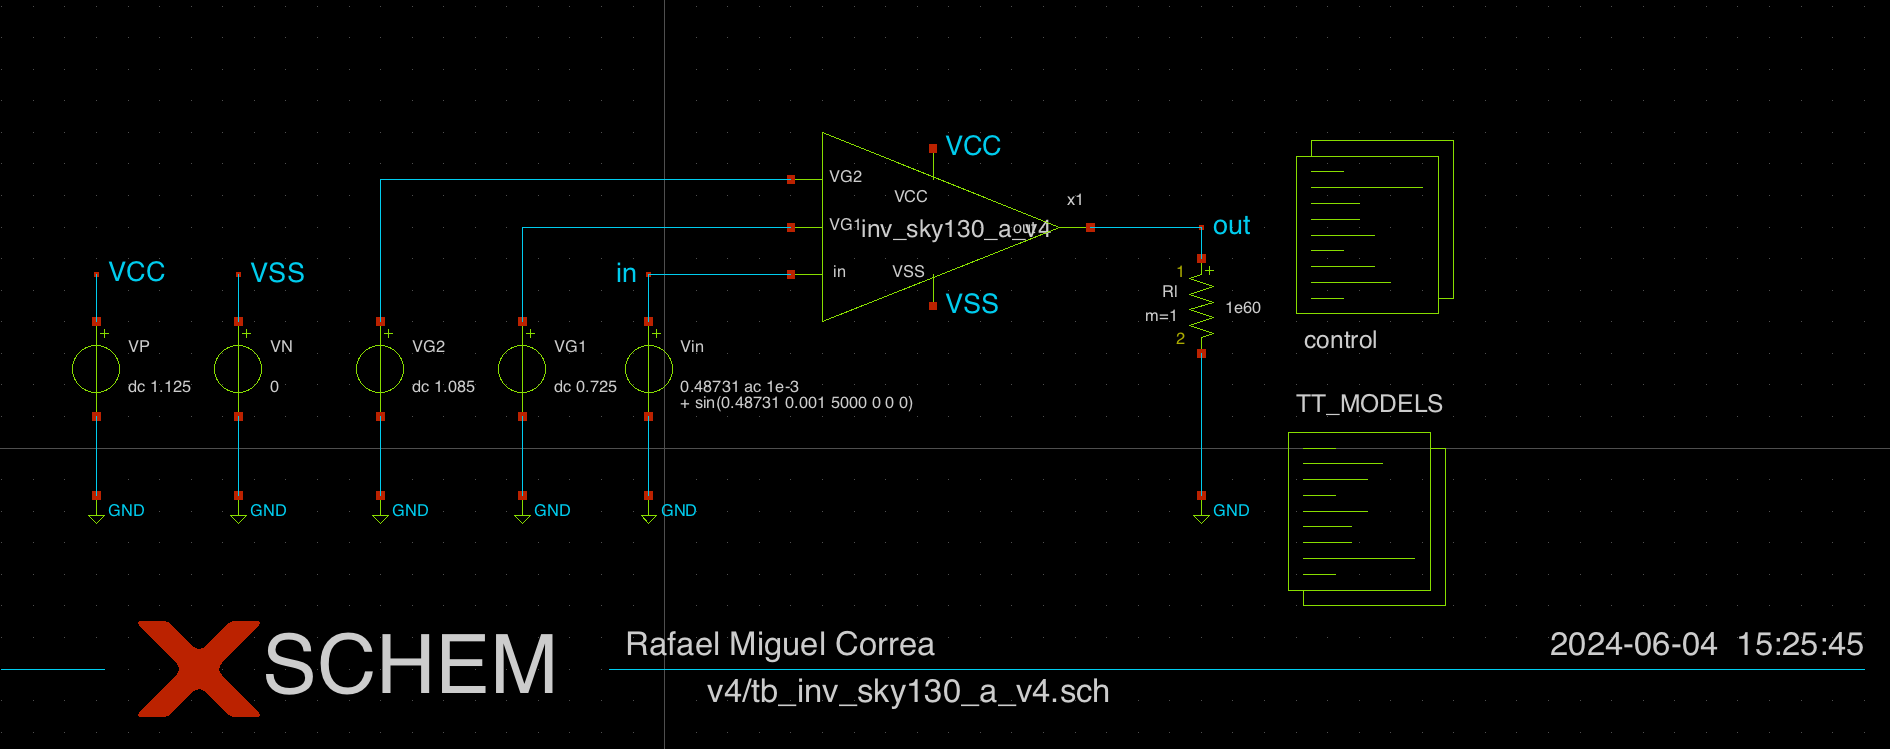 VCC
VG2
VCC
x1
VG1
inv_sky130_a_v4
out
out
VCC
VSS
in
in
VSS
VSS
1
+
Rl
1e60
m=1
2
+
+
+
+
+
VP
VN
VG2
VG1
Vin
control
dc 1.125
0
dc 1.085
dc 0.725
0.48731 ac 1e-3
+ sin(0.48731 0.001 5000 0 0 0)
TT_MODELS
GND
GND
GND
GND
GND
GND
XSCHEM
Rafael Miguel Correa
2024-06-04 15:25:45
v4/tb_inv_sky130_a_v4.sch